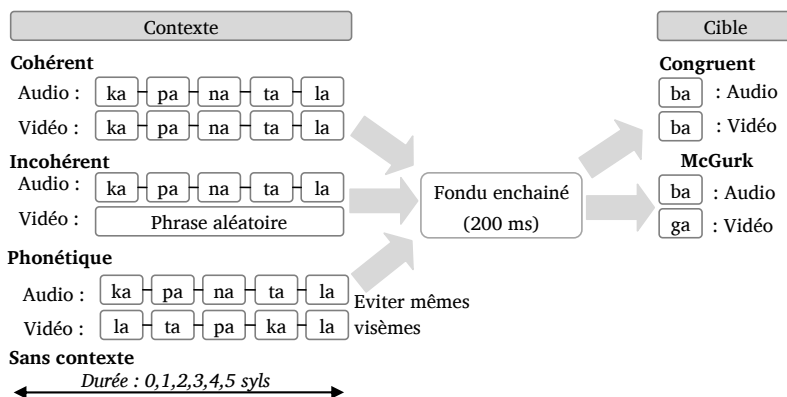 Contexte
Cohérent
Audio : ka pa na ta la
Vidéo : ka pa na ta la
Incohérent
Audio : ka pa na ta la
Vidéo : Phrase aléatoire
Phonétique
Audio : ka pa na ta la
Vidéo : la ta pa ka la
Eviter mêmes
visèmes
Sans contexte
Durée : 0,1,2,3,4,5 syls
Fondu enchainé
(200 ms)
Cible
Congruent
ba : Audio
ba : Vidéo
McGurk
ba : Audio
ga : Vidéo